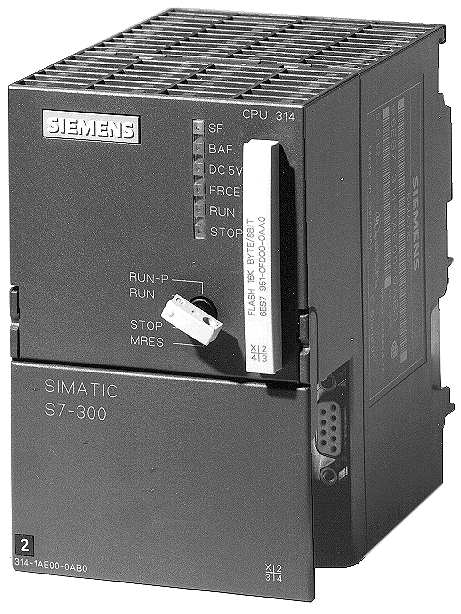 SIEMENS
CPU 314
SF
BAF
DC 5V
FRCE
RUN
STOP
RUN-P
RUN
STOP
MRES
FLASH 16K BYTE/8BIT
6ES7 951-0FD00-0AA0
X 2
3 4
SIMATIC
S7-300
2
314-1AE00-0AB0
X 2
3 4
SIEMENS